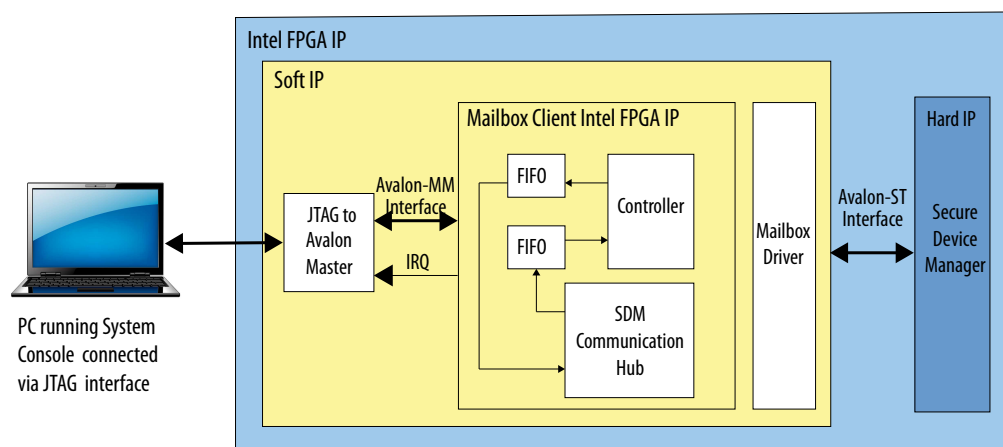 Intel FPGA IP
Soft IP
Mailbox Client Intel FPGA IP
Hard IP
FIFO
Controller
Avalon-MM
Interface
JTAG to
Avalon
Master
IRQ
FIFO
SDM
Communication
Hub
Mailbox
Driver
Avalon-ST
Interface
Secure
Device
Manager
PC running System
Console connected
via JTAG interface